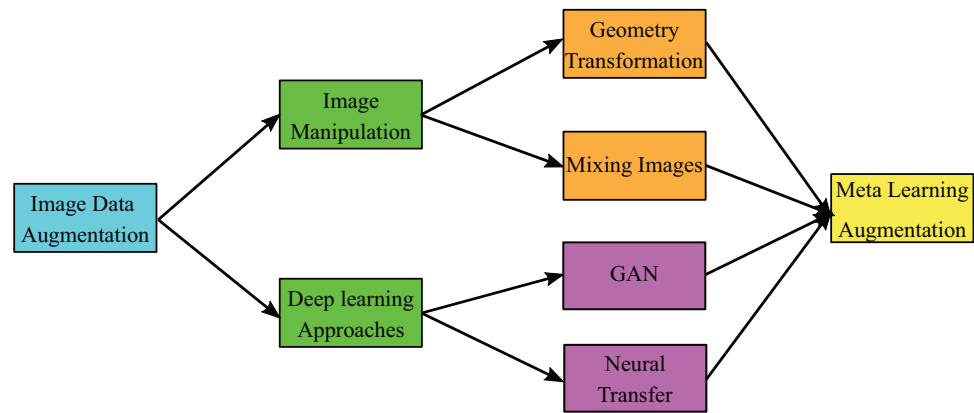 Image Data
Augmentation
Image
Manipulation
Deep learning
Approaches
Geometry
Transformation
Mixing Images
GAN
Neural
Transfer
Meta Learning
Augmentation